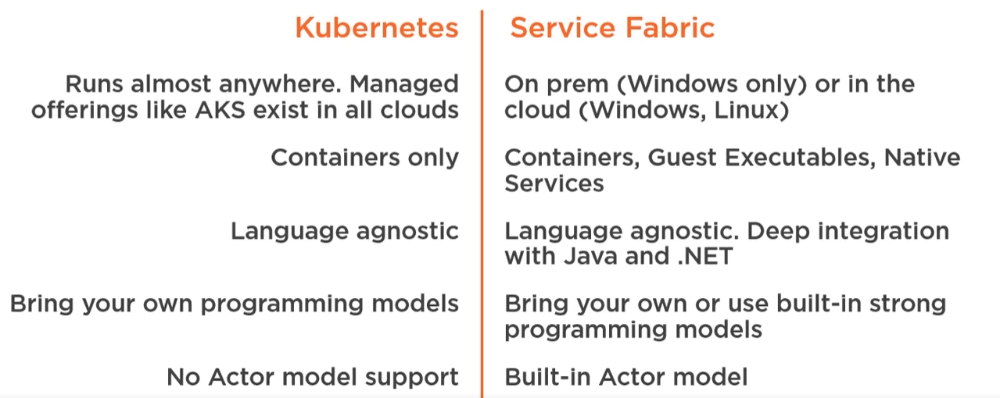 Kubernetes
Runs almost anywhere. Managed
offerings like AKS exist in all clouds
Containers only
Language agnostic
Bring your own programming models
No Actor model support
Service Fabric
On prem (Windows only) or in the
cloud (Windows, Linux)
Containers, Guest Executables, Native
Services
Language agnostic. Deep integration
with Java and .NET
Bring your own or use built-in strong
programming models
Built-in Actor model